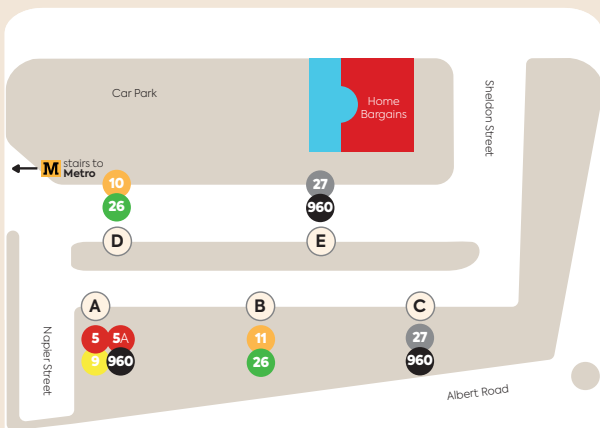 Car Park
Home
Bargains
Sheldon Street
M stairs to
Metro
10
26
D
27
960
E
A
5 5A
9 960
B
11
26
C
27
960
Napier Street
Albert Road